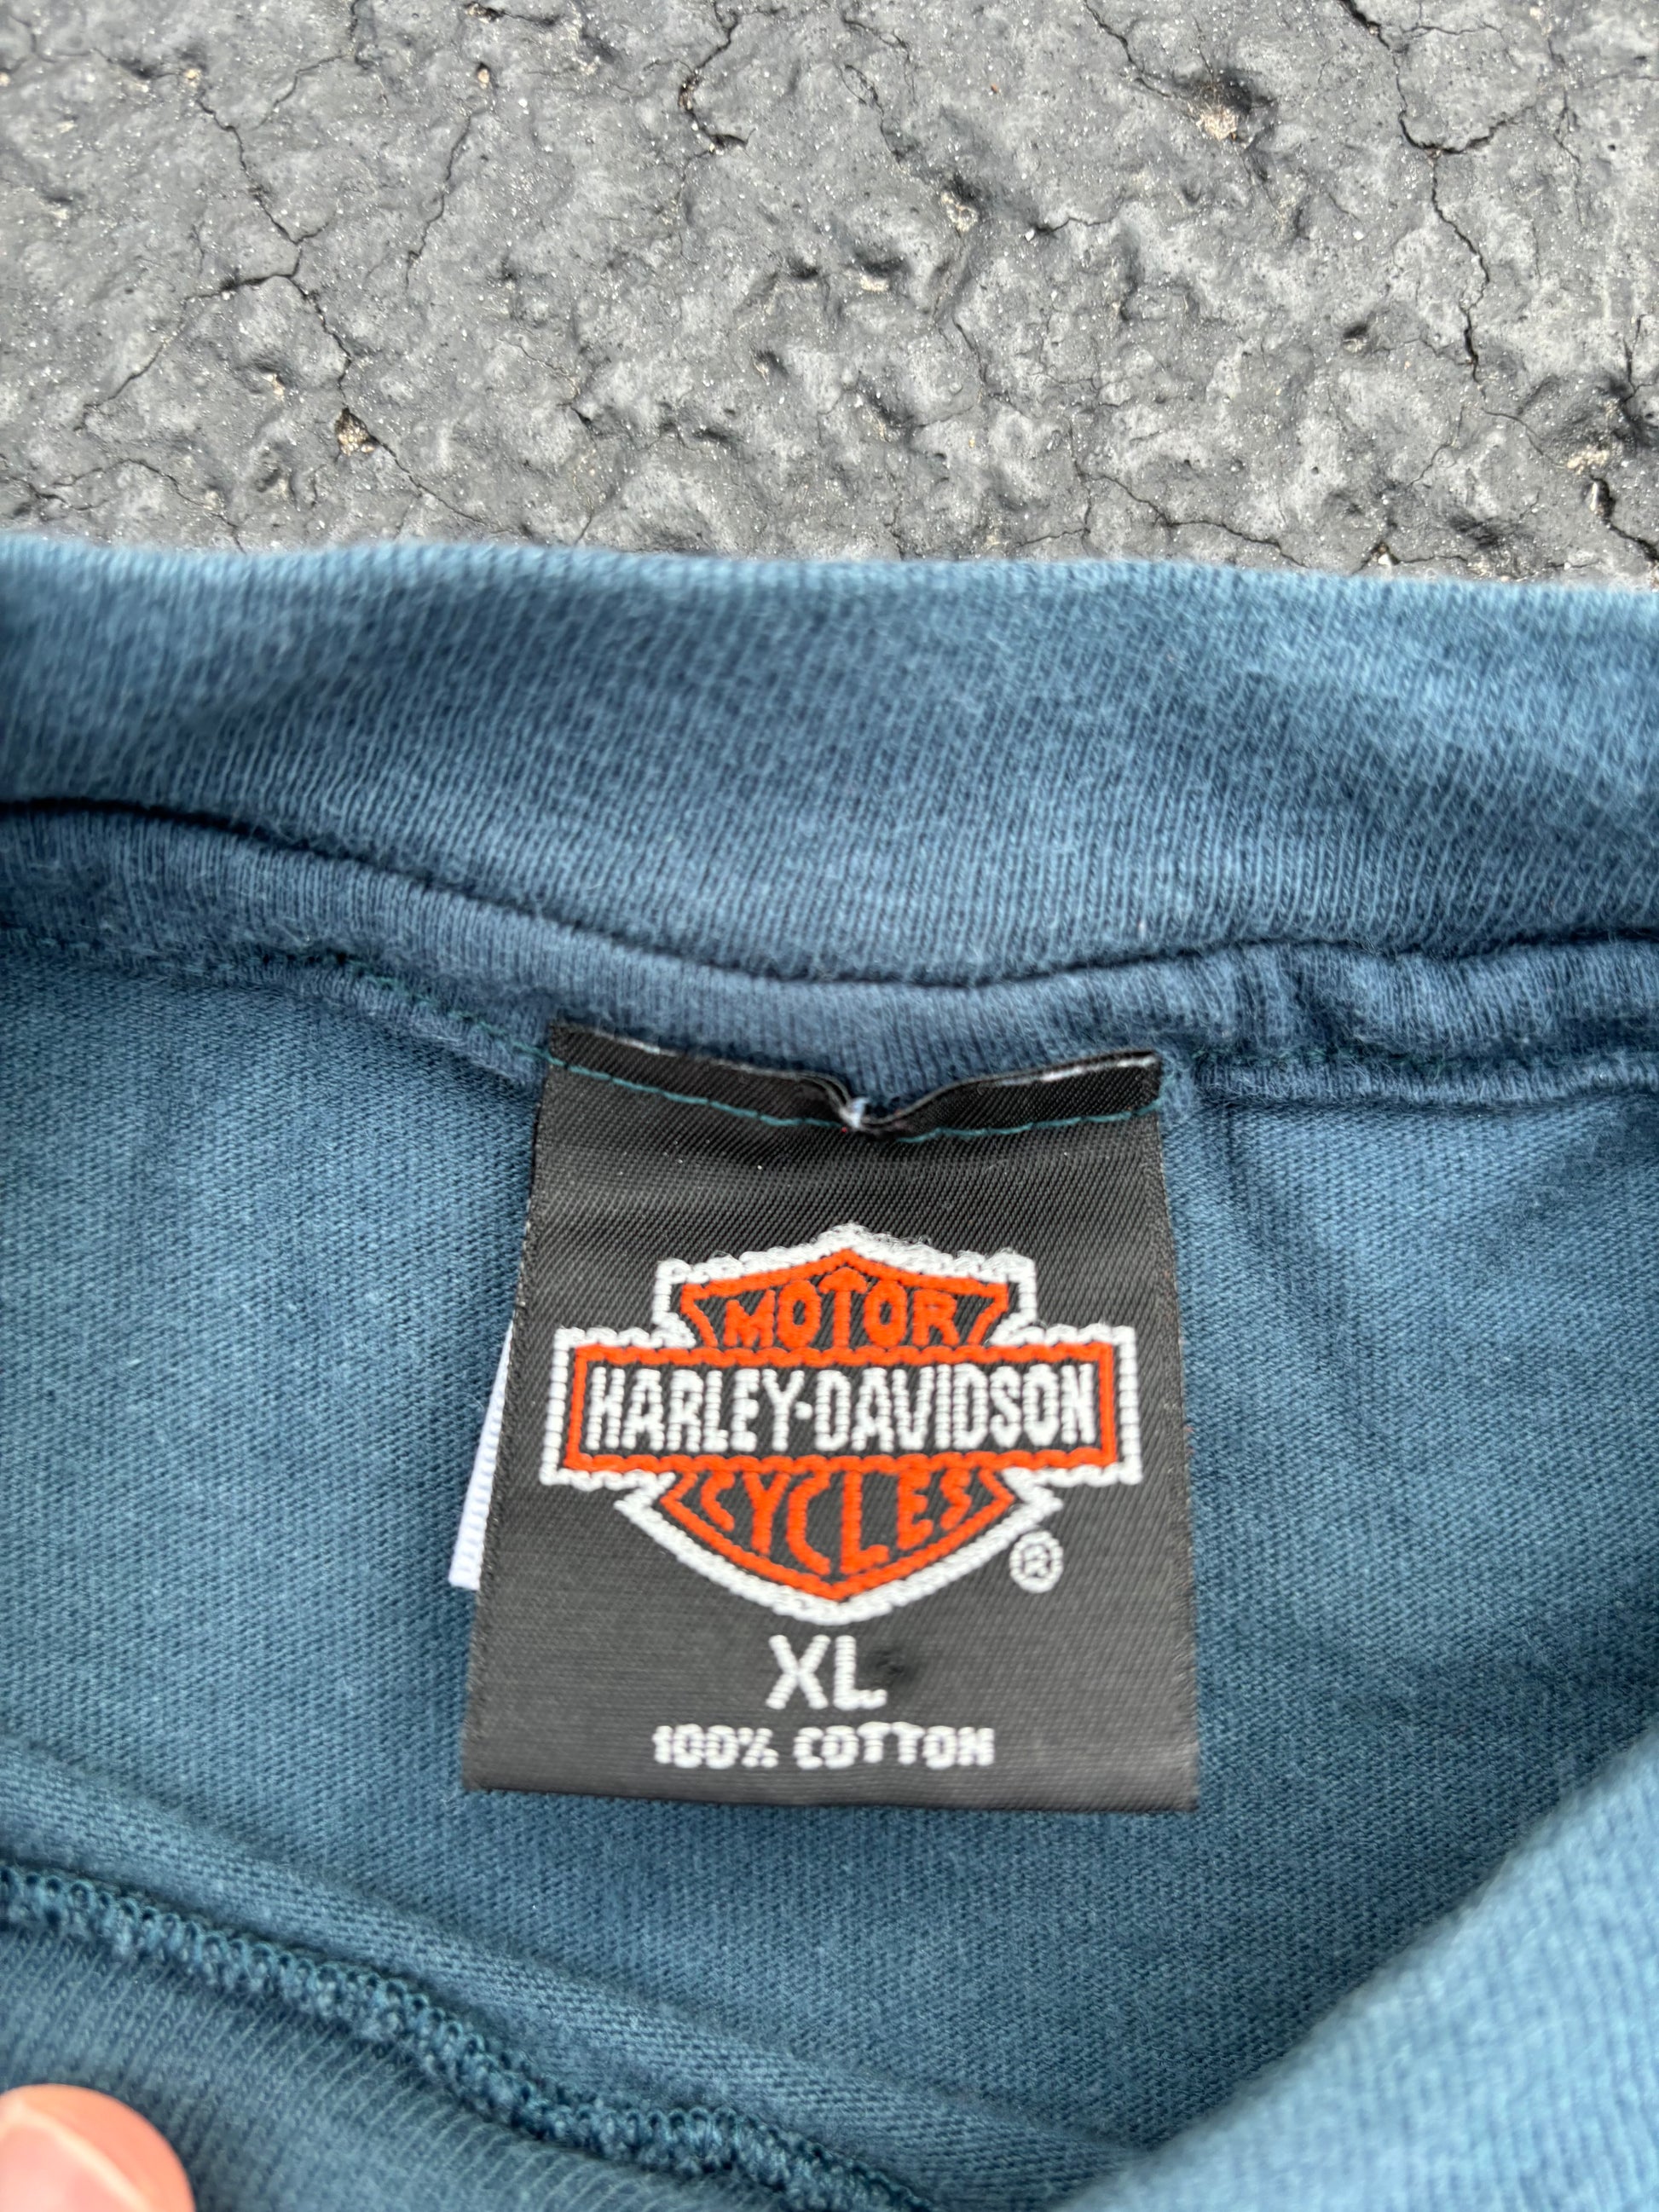 MOTOR
HARLEY-DAVIDSON
CYCLES
®
XL
100% COTTON